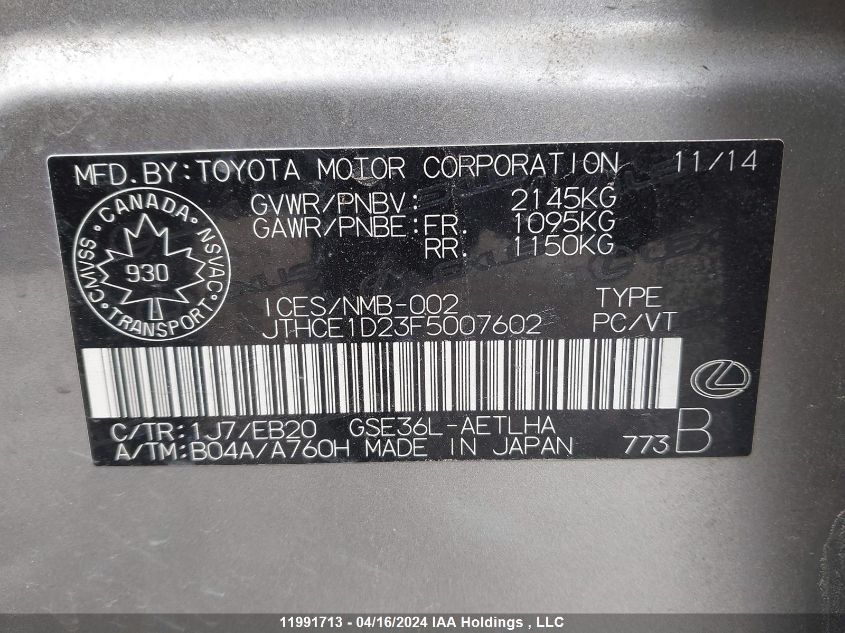 MFD.BY:TOYOTA MOTOR CORPORATION 11/14
GVWR/PNBV: 2145KG
GAWR/PNBE:FR. 1095KG
RR. 1150KG
CANADA
CMVSS NSVAC
930
TRANSPORT
ICES/NMB-002 TYPE
JTHCE1D23F5007602 PC/VT
C/TR:1J7/EB20 GSE36L-AETLHA
A/TM:B04A/A760H MADE IN JAPAN 773B
11991713 - 04/16/2024 IAA Holdings , LLC